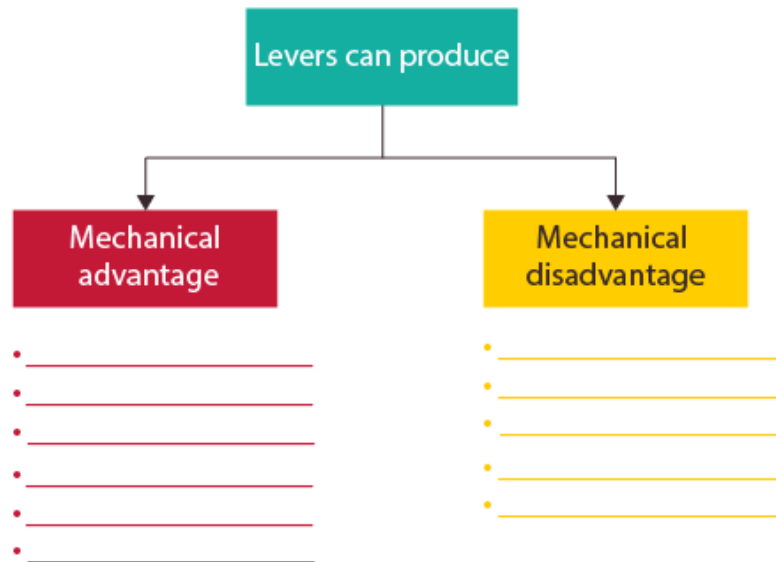 Levers can produce
Mechanical
advantage
Mechanical
disadvantage